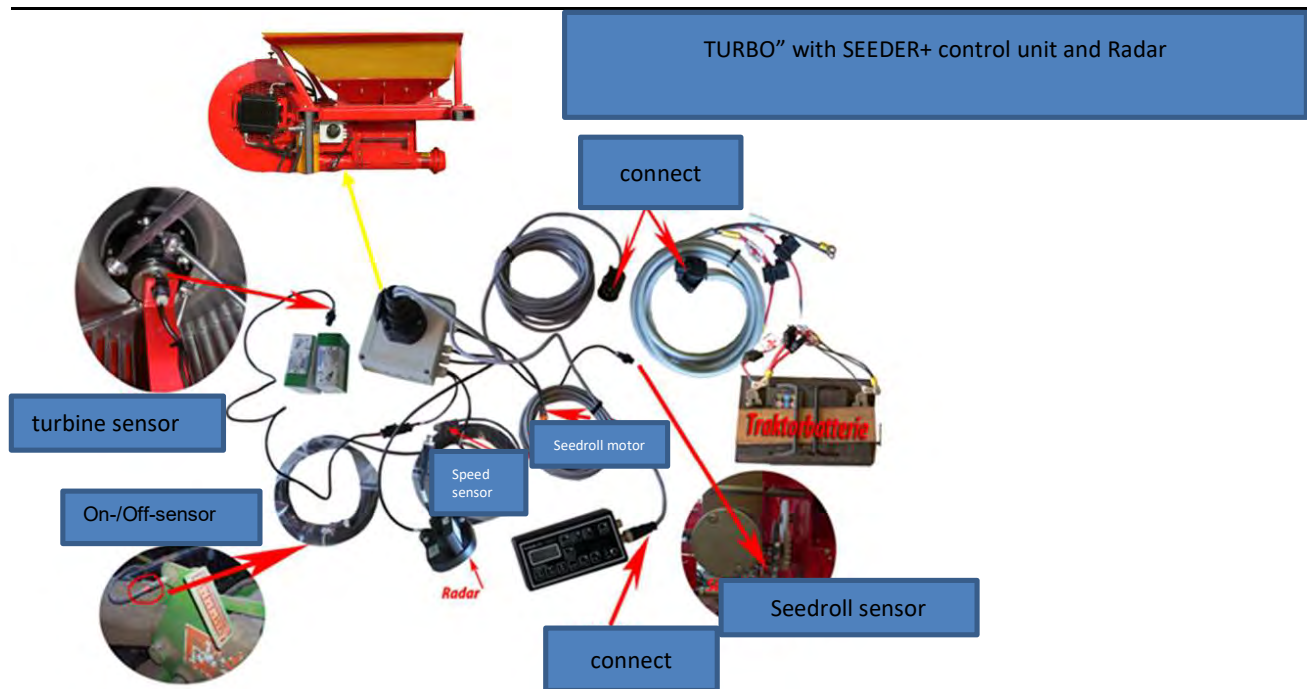 TURBO” with SEEDER+ control unit and Radar
connect
turbine sensor
Traktorbatterie
Seedroll motor
Speed
sensor
On-/Off-sensor
Radar
Seedroll sensor
connect